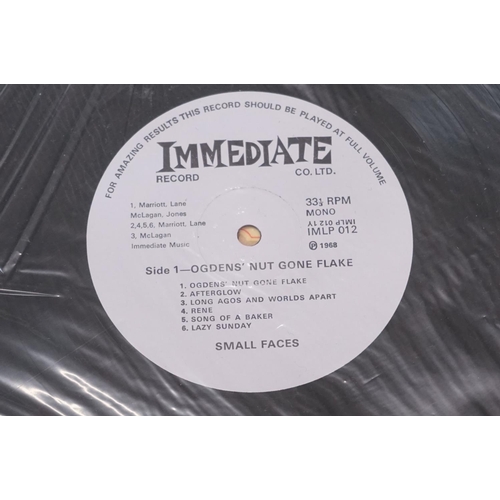 FOR AMAZING RESULTS THIS RECORD SHOULD BE PLAYED AT FULL VOLUME
IMMEDIATE
RECORD CO. LTD.
1. Marriott, Lane
McLagan, Jones
2,4,5,6, Marriott, Lane
3. McLagan
Immediate Music
33⅓ RPM
MONO
IMLP 012 1Y
IMLP 012
℗ 1968
Side 1—OGDENS' NUT GONE FLAKE
1. OGDENS' NUT GONE FLAKE
2. AFTERGLOW
3. LONG AGOS AND WORLDS APART
4. RENE
5. SONG OF A BAKER
6. LAZY SUNDAY
SMALL FACES